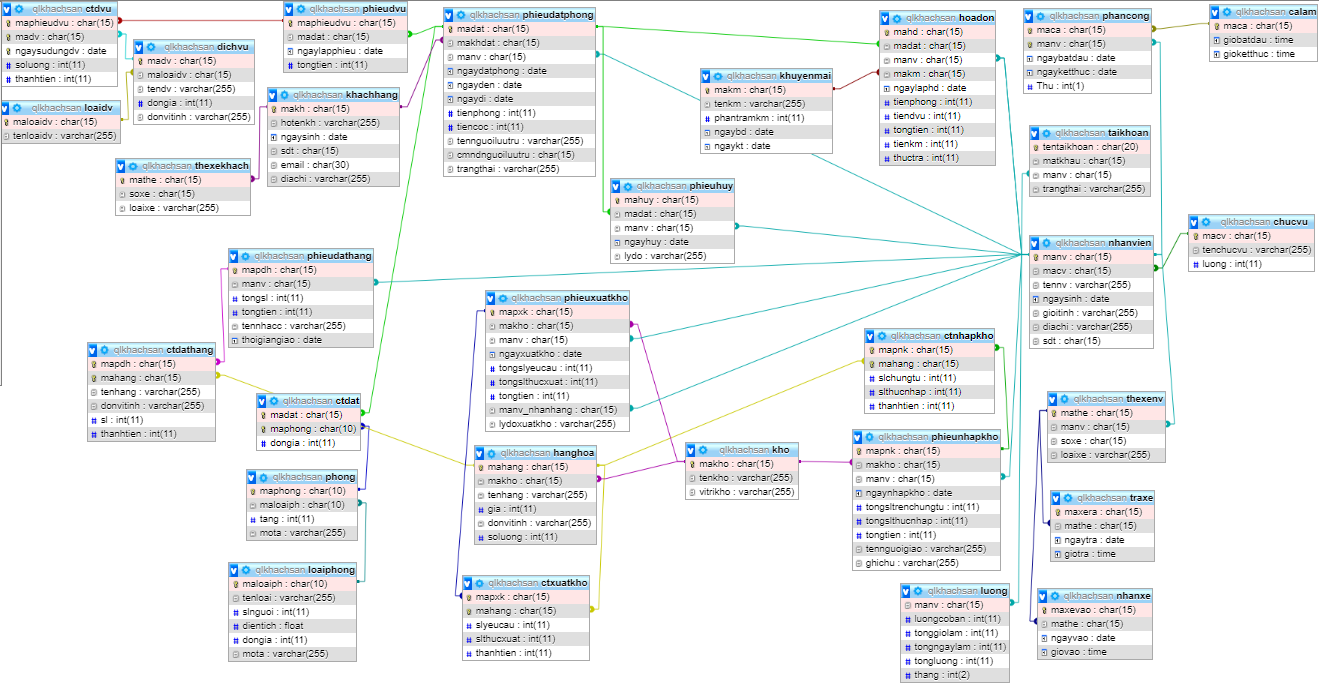 qlkhachsan ctdvu
maphieudvu : char(15)
madv : char(15)
ngaysudungdv : date
soluong : int(11)
thanhtien : int(11)
qlkhachsan dichvu
madv : char(15)
maloaidv : char(15)
tendv : varchar(255)
dongia : int(11)
donvitinh : varchar(255)
qlkhachsan loaidv
maloaidv : char(15)
tenloaidv : varchar(255)
qlkhachsan phieudvu
maphieudvu : char(15)
madat : char(15)
ngaylapphieu : date
tongtien : int(11)
qlkhachsan khachhang
makh : char(15)
hotenkh : varchar(255)
ngaysinh : date
sdt : char(15)
email : char(30)
diachi : varchar(255)
qlkhachsan thexekhach
mathe : char(15)
soxe : char(15)
loaixe : varchar(255)
qlkhachsan phieudatphong
madat : char(15)
makhdat : char(15)
manv : char(15)
ngaydatphong : date
ngayden : date
ngaydi : date
tienphong : int(11)
tiencoc : int(11)
tennguoiluutru : varchar(255)
cmndnguoiluutru : char(15)
trangthai : varchar(255)
qlkhachsan khuyenmai
makm : char(15)
tenkm : varchar(255)
phantramkm : int(11)
ngaybd : date
ngaykt : date
qlkhachsan hoadon
mahd : char(15)
madat : char(15)
manv : char(15)
makm : char(15)
ngaylaphd : date
tienphong : int(11)
tiendvu : int(11)
tongtien : int(11)
tienkm : int(11)
thuctra : int(11)
qlkhachsan phancong
maca : char(15)
manv : char(15)
ngaybatdau : date
ngayketthuc : date
Thu : int(1)
qlkhachsan calam
maca : char(15)
giobatdau : time
gioketthuc : time
qlkhachsan taikhoan
tentaikhoan : char(20)
matkhau : char(15)
manv : char(15)
trangthai : varchar(255)
qlkhachsan phieuhuy
mahuy : char(15)
madat : char(15)
manv : char(15)
ngayhuy : date
lydo : varchar(255)
qlkhachsan nhanvien
manv : char(15)
macv : char(15)
tennv : varchar(255)
ngaysinh : date
gioitinh : varchar(255)
diachi : varchar(255)
sdt : char(15)
qlkhachsan chucvu
macv : char(15)
tenchucvu : varchar(255)
luong : int(11)
qlkhachsan phieudathang
mapdh : char(15)
manv : char(15)
tongsl : int(11)
tongtien : int(11)
tennhacc : varchar(255)
thoigiangiao : date
qlkhachsan ctdathang
mapdh : char(15)
mahang : char(15)
tenhang : varchar(255)
donvitinh : varchar(255)
sl : int(11)
thanhtien : int(11)
qlkhachsan ctdat
madat : char(15)
maphong : char(10)
dongia : int(11)
qlkhachsan phong
maphong : char(10)
maloaiph : char(10)
tang : int(11)
mota : varchar(255)
qlkhachsan loaiphong
maloaiph : char(10)
tenloai : varchar(255)
slnguoi : int(11)
dientich : float
dongia : int(11)
mota : varchar(255)
qlkhachsan phieuxuatkho
mapxk : char(15)
makho : char(15)
manv : char(15)
ngayxuatkho : date
tongslyeucau : int(11)
tongslthucxuat : int(11)
tongtien : int(11)
manv_nhanhang : char(15)
lydoxuatkho : varchar(255)
qlkhachsan hanghoa
mahang : char(15)
makho : char(15)
tenhang : varchar(255)
gia : int(11)
donvitinh : varchar(255)
soluong : int(11)
qlkhachsan ctxuatkho
mapxk : char(15)
mahang : char(15)
slyeucau : int(11)
slthucxuat : int(11)
thanhtien : int(11)
qlkhachsan kho
makho : char(15)
tenkho : varchar(255)
vitrikho : varchar(255)
qlkhachsan ctnhapkho
mapnk : char(15)
mahang : char(15)
slchungtu : int(11)
slthucnhap : int(11)
thanhtien : int(11)
qlkhachsan phieunhapkho
mapnk : char(15)
makho : char(15)
manv : char(15)
ngaynhapkho : date
tongsltrenchungtu : int(11)
tongslthucnhap : int(11)
tongtien : int(11)
tennguoigiao : varchar(255)
ghichu : varchar(255)
qlkhachsan luong
manv : char(15)
luongcoban : int(11)
tonggiolam : int(11)
tongngaylam : int(11)
tongluong : int(11)
thang : int(2)
qlkhachsan thexenv
mathe : char(15)
manv : char(15)
soxe : char(15)
loaixe : varchar(255)
qlkhachsan traxe
maxera : char(15)
mathe : char(15)
ngaytra : date
giotra : time
qlkhachsan nhanxe
maxevao : char(15)
mathe : char(15)
ngayvao : date
giovao : time